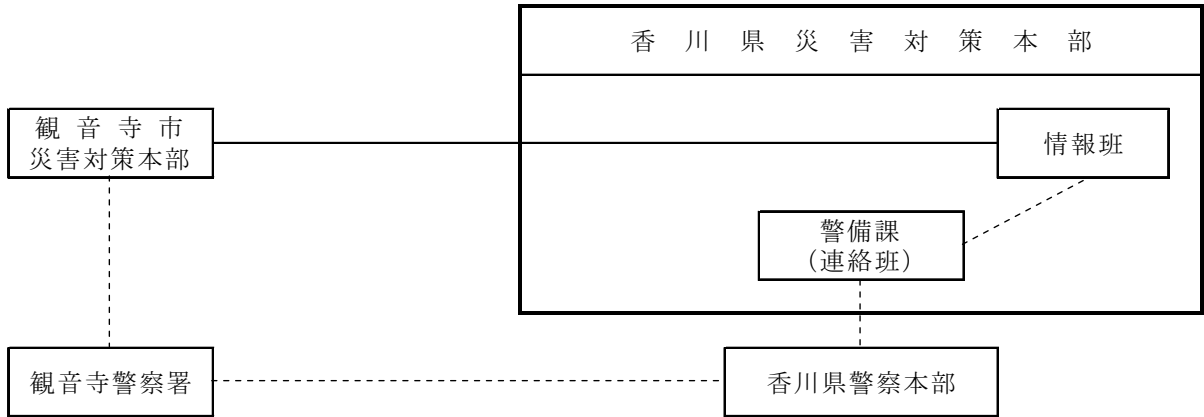 香川県災害対策本部
観音寺市
災害対策本部
情報班
警備課
（連絡班）
観音寺警察署
香川県警察本部